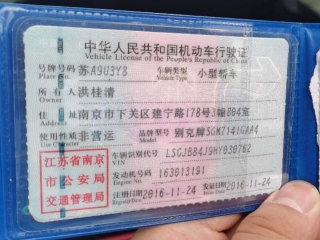 中华人民共和国机动车行驶证
Vehicle License of the People's Republic of China
号牌号码 苏A9U3Y8 车辆类型 小型轿车
Plate No. Vehicle Type
所有人 洪桂清
Owner
住址 南京市下关区建宁路178号3幢804室
Address
使用性质 非营运 品牌型号 别克牌SGM7141GAA4
Use Character Model
江苏省南京
市公安局
交通管理局
车辆识别代号 LSGJB84J9HY030762
VIN
发动机号码 163013191
Engine No.
注册日期 2016-11-24 发证日期 2016-11-24
Register Date Issue Date